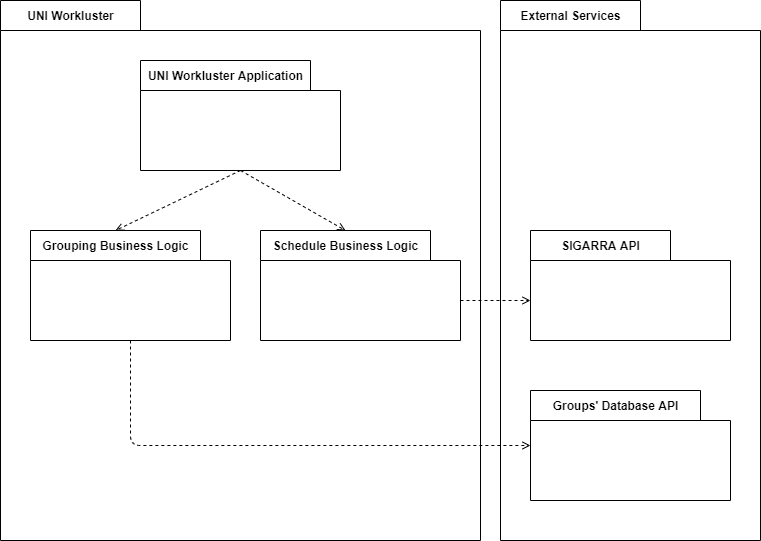 UNI Workluster
External Services
UNI Workluster Application
Grouping Business Logic
Schedule Business Logic
SIGARRA API
Groups' Database API